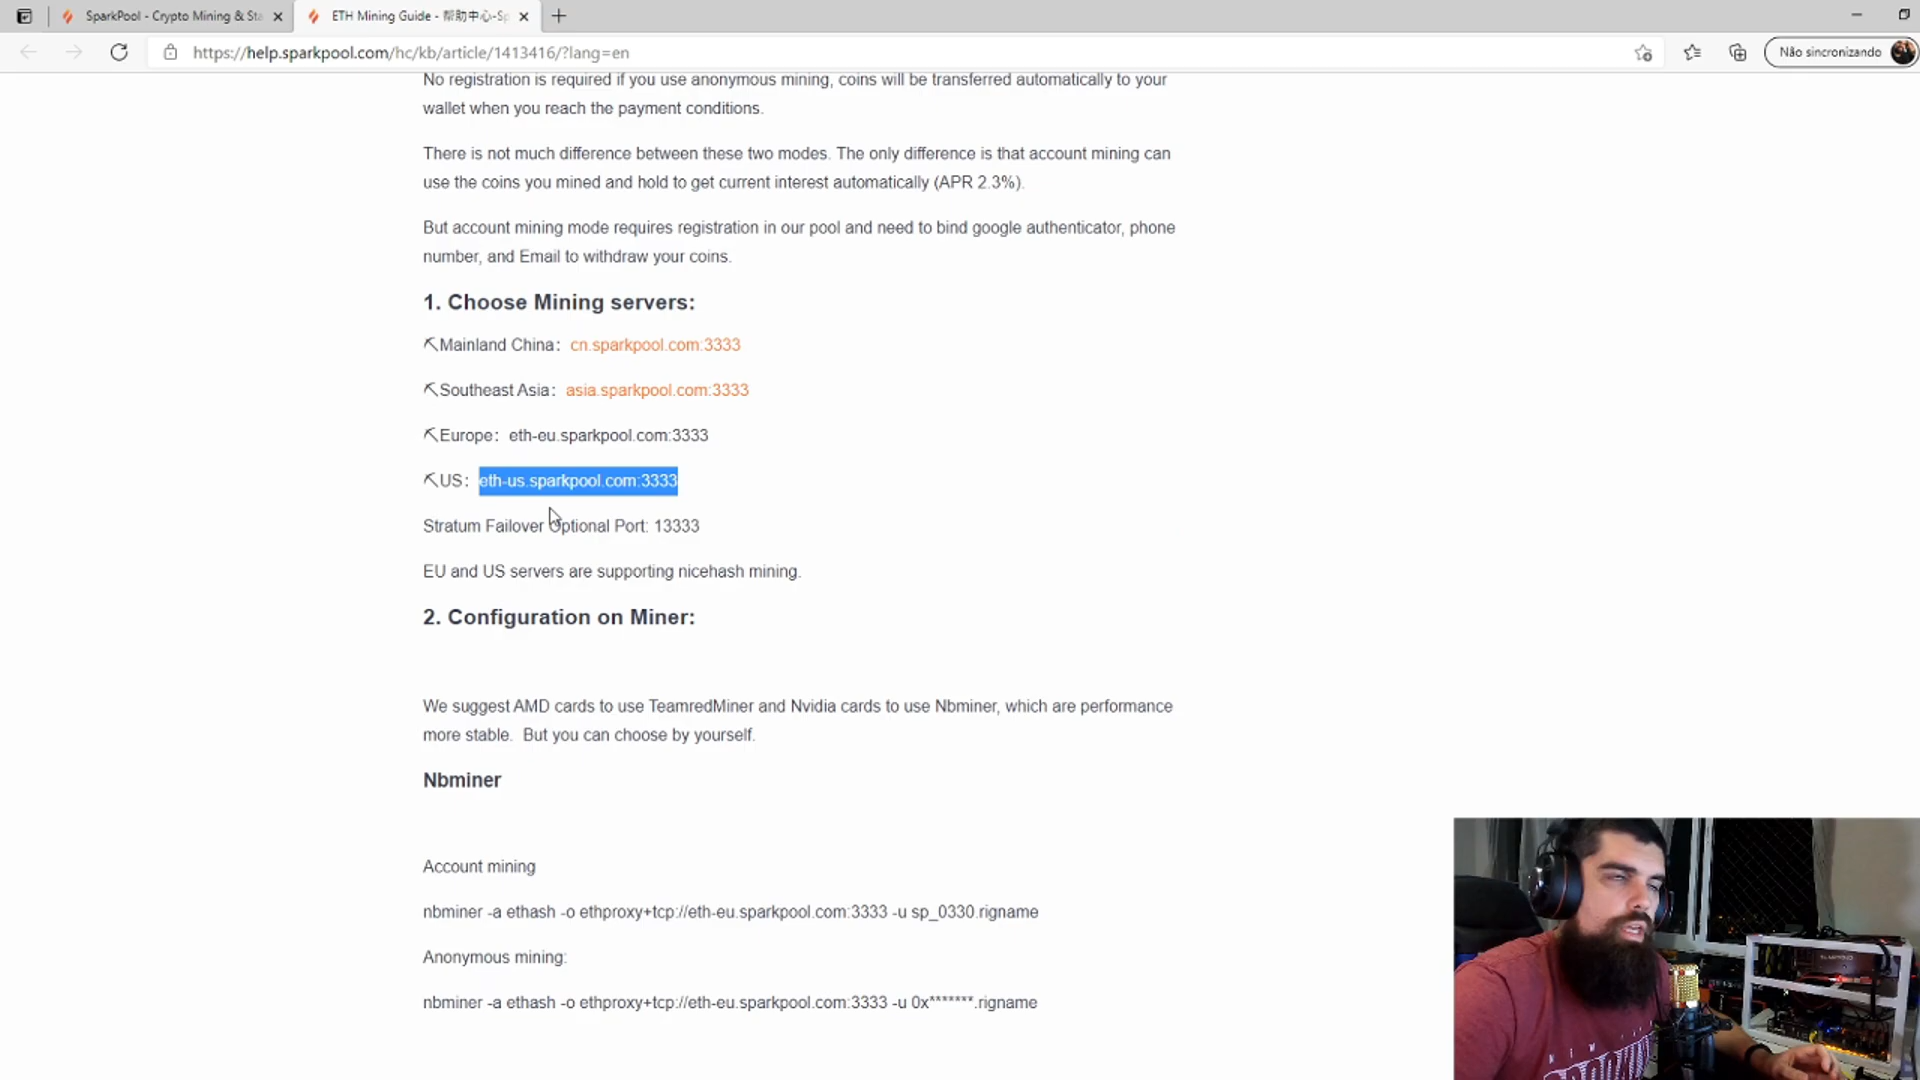 SparkPool - Crypto Mining & Sta
ETH Mining Guide - 帮助中心-Sp
https://help.sparkpool.com/hc/kb/article/1413416/?lang=en
Não sincronizando
No registration is required if you use anonymous mining, coins will be transferred automatically to your
wallet when you reach the payment conditions.
There is not much difference between these two modes. The only difference is that account mining can
use the coins you mined and hold to get current interest automatically (APR 2.3%).
But account mining mode requires registration in our pool and need to bind google authenticator, phone
number, and Email to withdraw your coins.
1. Choose Mining servers:
⛏Mainland China：cn.sparkpool.com:3333
⛏Southeast Asia：asia.sparkpool.com:3333
⛏Europe：eth-eu.sparkpool.com:3333
⛏US：eth-us.sparkpool.com:3333
Stratum Failover Optional Port: 13333
EU and US servers are supporting nicehash mining.
2. Configuration on Miner:
We suggest AMD cards to use TeamredMiner and Nvidia cards to use Nbminer, which are performance
more stable. But you can choose by yourself.
Nbminer
Account mining
nbminer -a ethash -o ethproxy+tcp://eth-eu.sparkpool.com:3333 -u sp_0330.rigname
Anonymous mining:
nbminer -a ethash -o ethproxy+tcp://eth-eu.sparkpool.com:3333 -u 0x*******.rigname